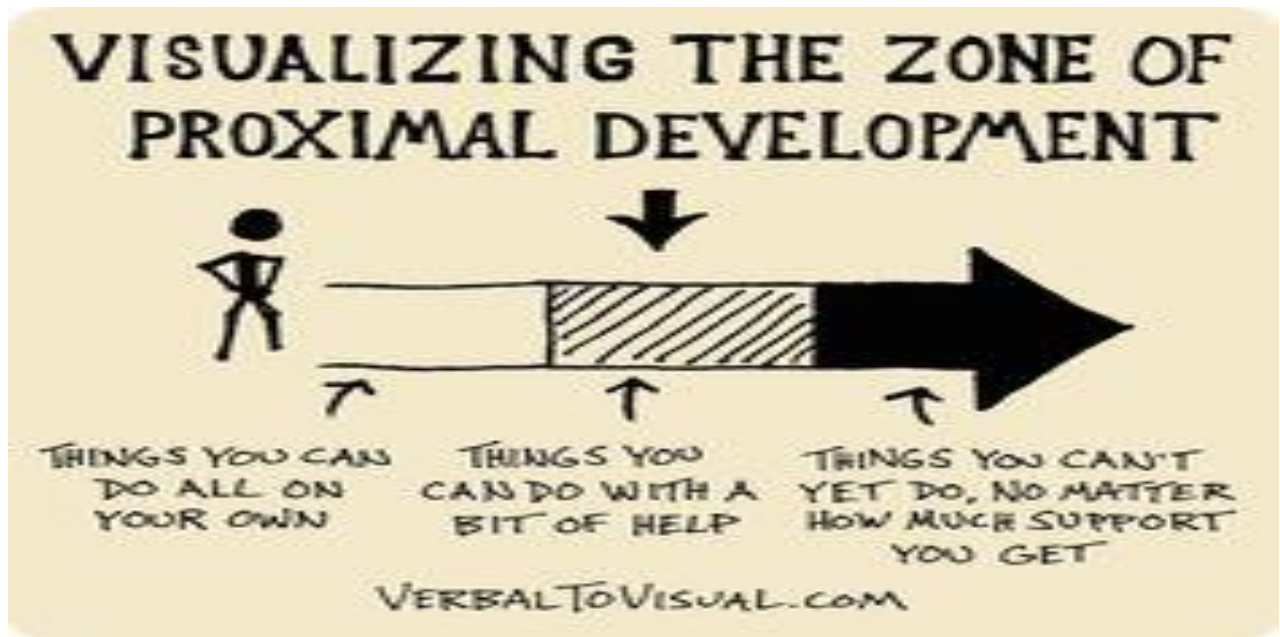 VISUALIZING THE ZONE OF
PROXIMAL DEVELOPMENT
THINGS YOU CAN
DO ALL ON
YOUR OWN
THINGS YOU
CAN DO WITH A
BIT OF HELP
THINGS YOU CAN'T
YET DO, NO MATTER
HOW MUCH SUPPORT
YOU GET
VERBALTOVISUAL.COM